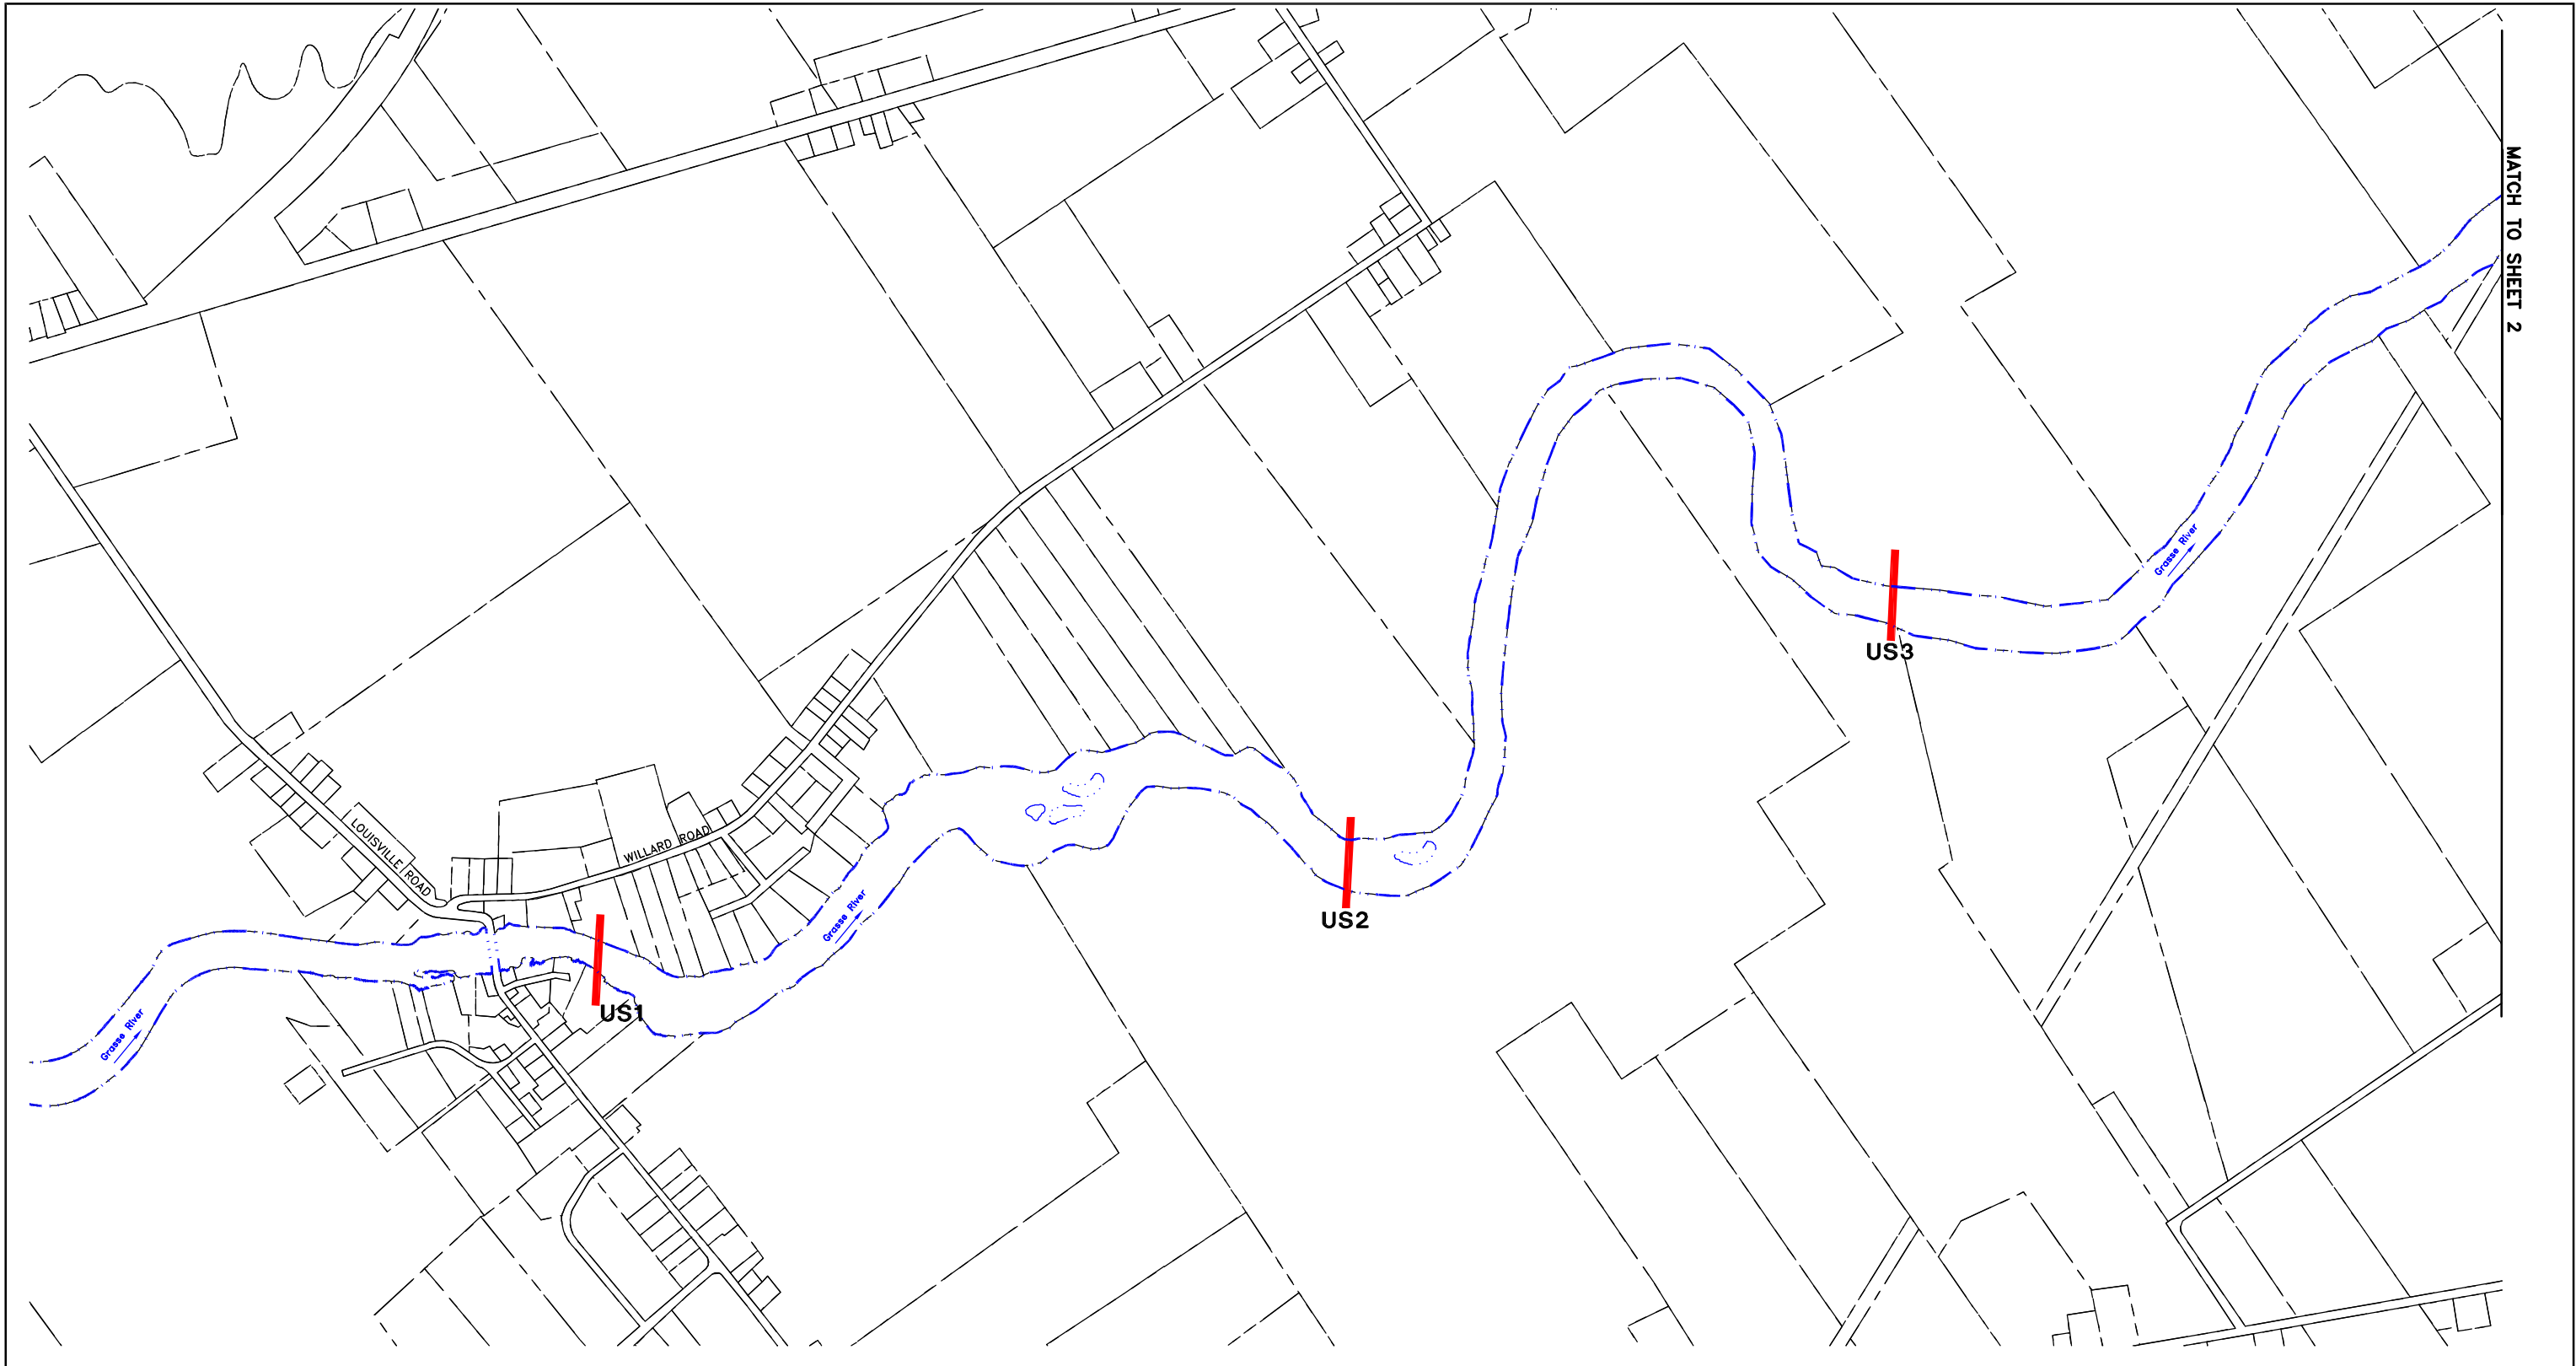 MATCH TO SHEET 2
Grasse River
US3
LOUISVILLE ROAD
WILLARD ROAD
Grasse River
US2
US1
Grasse River